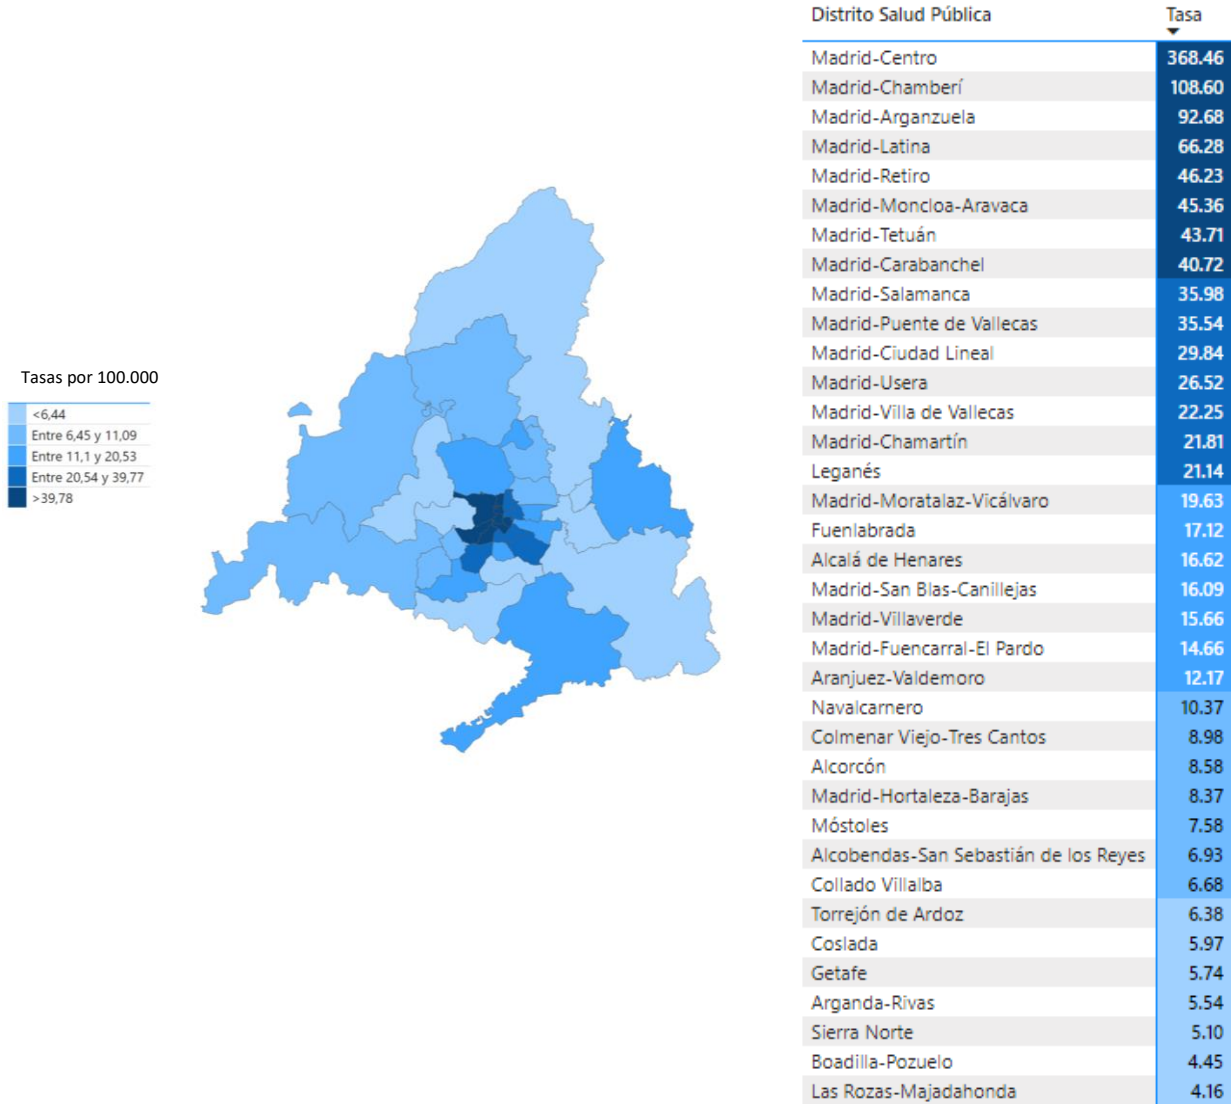 Distrito Salud Pública Tasa
Madrid-Centro 368.46
Madrid-Chamberí 108.60
Madrid-Arganzuela 92.68
Madrid-Latina 66.28
Madrid-Retiro 46.23
Madrid-Moncloa-Aravaca 45.36
Madrid-Tetuán 43.71
Madrid-Carabanchel 40.72
Madrid-Salamanca 35.98
Madrid-Puente de Vallecas 35.54
Madrid-Ciudad Lineal 29.84
Madrid-Usera 26.52
Madrid-Villa de Vallecas 22.25
Madrid-Chamartín 21.81
Leganés 21.14
Madrid-Moratalaz-Vicálvaro 19.63
Fuenlabrada 17.12
Alcalá de Henares 16.62
Madrid-San Blas-Canillejas 16.09
Madrid-Villaverde 15.66
Madrid-Fuencarral-El Pardo 14.66
Aranjuez-Valdemoro 12.17
Navalcarnero 10.37
Colmenar Viejo-Tres Cantos 8.98
Alcorcón 8.58
Madrid-Hortaleza-Barajas 8.37
Móstoles 7.58
Alcobendas-San Sebastián de los Reyes 6.93
Collado Villalba 6.68
Torrejón de Ardoz 6.38
Coslada 5.97
Getafe 5.74
Arganda-Rivas 5.54
Sierra Norte 5.10
Boadilla-Pozuelo 4.45
Las Rozas-Majadahonda 4.16
Tasas por 100.000
<6,44
Entre 6,45 y 11,09
Entre 11,1 y 20,53
Entre 20,54 y 39,77
>39,78